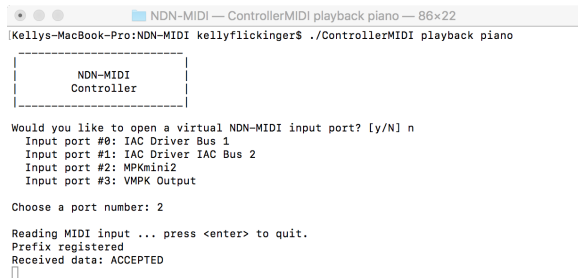 NDN-MIDI — ControllerMIDI playback piano — 86×22
[Kellys-MacBook-Pro:NDN-MIDI kellyflickinger$ ./ControllerMIDI playback piano
 _________________________
|                         |
|         NDN-MIDI        |
|        Controller       |
|_________________________|
Would you like to open a virtual NDN-MIDI input port? [y/N] n
  Input port #0: IAC Driver Bus 1
  Input port #1: IAC Driver IAC Bus 2
  Input port #2: MPKmini2
  Input port #3: VMPK Output
Choose a port number: 2
Reading MIDI input ... press <enter> to quit.
Prefix registered
Received data: ACCEPTED